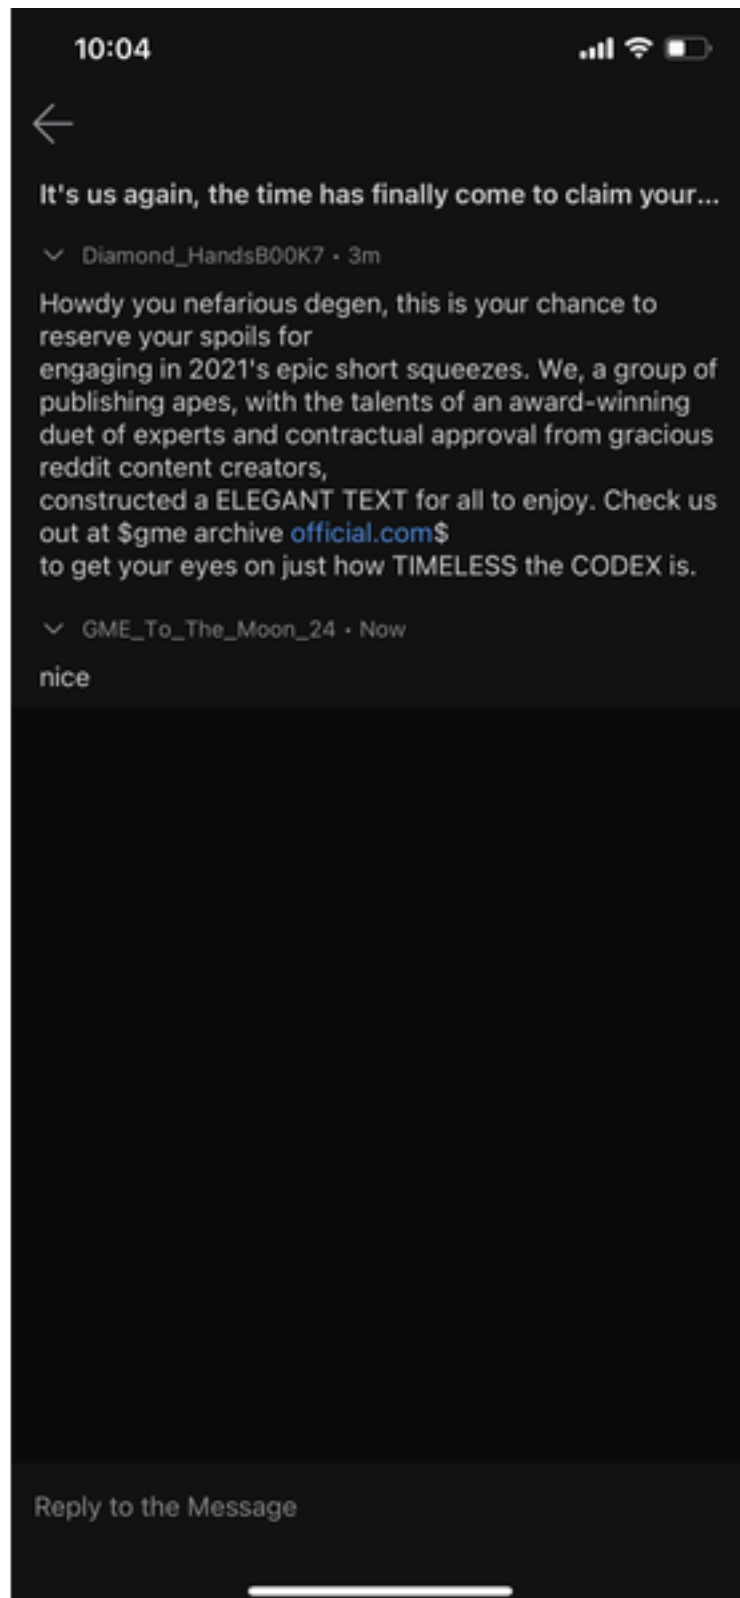 10:04
It's us again, the time has finally come to claim your...
Diamond_HandsB00K7 • 3m
Howdy you nefarious degen, this is your chance to
reserve your spoils for
engaging in 2021's epic short squeezes. We, a group of
publishing apes, with the talents of an award-winning
duet of experts and contractual approval from gracious
reddit content creators,
constructed a ELEGANT TEXT for all to enjoy. Check us
out at $gme archive official.com$
to get your eyes on just how TIMELESS the CODEX is.
GME_To_The_Moon_24 • Now
nice
Reply to the Message